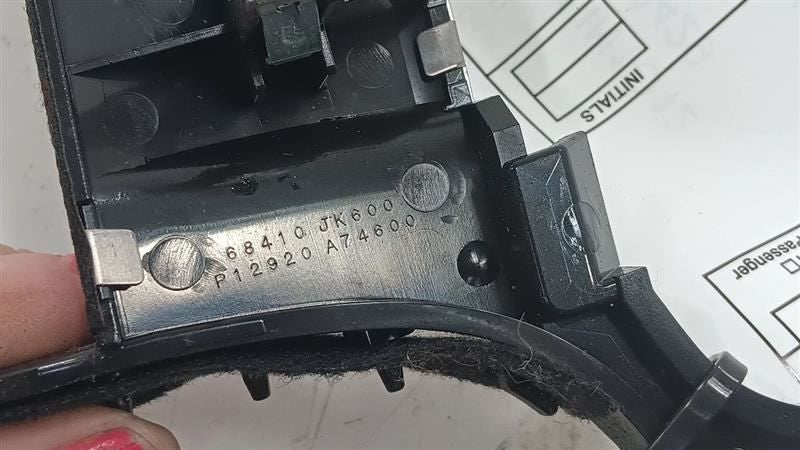 68410 JK600
P12920 A74600
INITIALS
Passenger